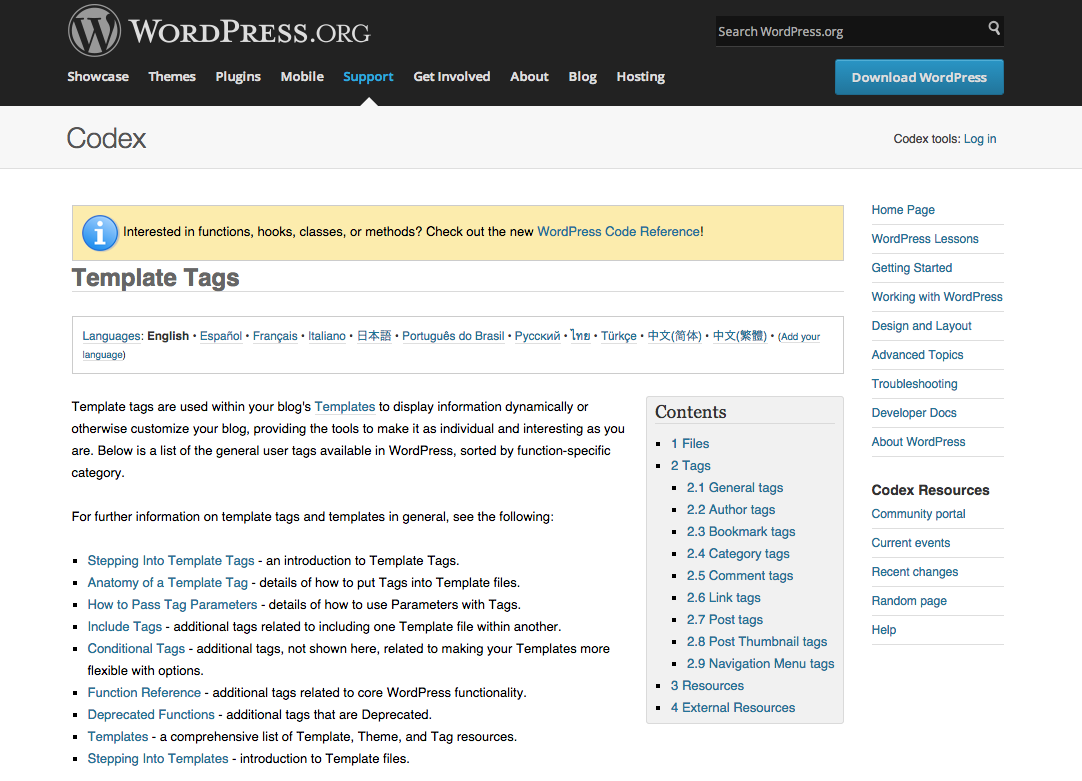 WORDPRESS.ORG
Search WordPress.org
Showcase Themes Plugins Mobile Support Get Involved About Blog Hosting
Download WordPress
Codex
Codex tools: Log in
Interested in functions, hooks, classes, or methods? Check out the new WordPress Code Reference!
Template Tags
Languages: English • Español • Français • Italiano • 日本語 • Português do Brasil • Русский • ไทย • Türkçe • 中文(简体) • 中文(繁體) • (Add your
language)
Template tags are used within your blog's Templates to display information dynamically or
otherwise customize your blog, providing the tools to make it as individual and interesting as you
are. Below is a list of the general user tags available in WordPress, sorted by function-specific
category.
For further information on template tags and templates in general, see the following:
Stepping Into Template Tags - an introduction to Template Tags.
Anatomy of a Template Tag - details of how to put Tags into Template files.
How to Pass Tag Parameters - details of how to use Parameters with Tags.
Include Tags - additional tags related to including one Template file within another.
Conditional Tags - additional tags, not shown here, related to making your Templates more
flexible with options.
Function Reference - additional tags related to core WordPress functionality.
Deprecated Functions - additional tags that are Deprecated.
Templates - a comprehensive list of Template, Theme, and Tag resources.
Stepping Into Templates - introduction to Template files.
Contents
1 Files
2 Tags
2.1 General tags
2.2 Author tags
2.3 Bookmark tags
2.4 Category tags
2.5 Comment tags
2.6 Link tags
2.7 Post tags
2.8 Post Thumbnail tags
2.9 Navigation Menu tags
3 Resources
4 External Resources
Home Page
WordPress Lessons
Getting Started
Working with WordPress
Design and Layout
Advanced Topics
Troubleshooting
Developer Docs
About WordPress
Codex Resources
Community portal
Current events
Recent changes
Random page
Help